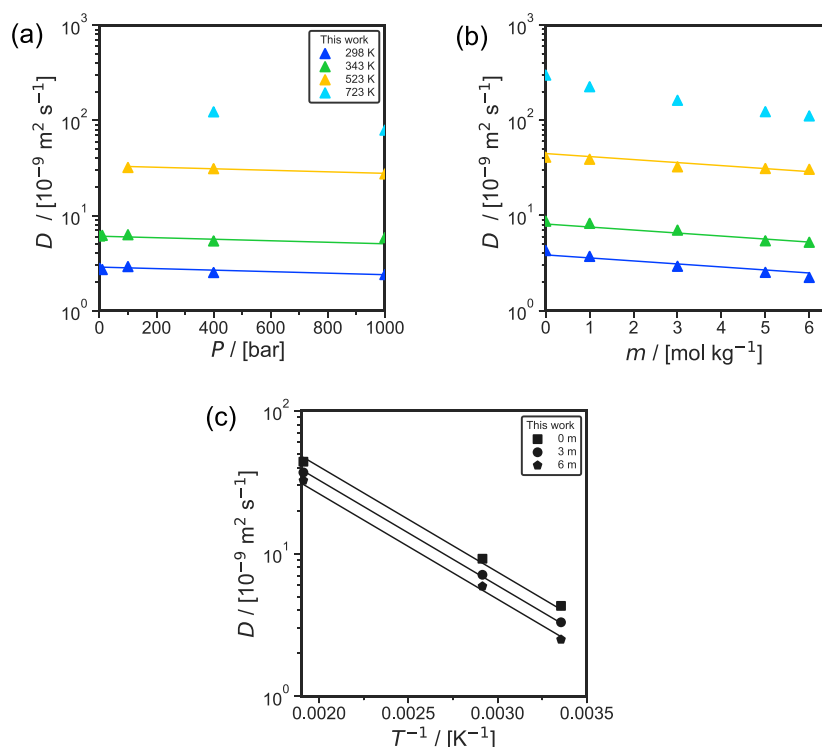 (a)
D / [10⁻⁹ m² s⁻¹]
10³
10²
10¹
10⁰
This work
298 K
343 K
523 K
723 K
0 200 400 600 800 1000
P / [bar]
(b)
D / [10⁻⁹ m² s⁻¹]
10³
10²
10¹
10⁰
0 1 2 3 4 5 6
m / [mol kg⁻¹]
(c)
D / [10⁻⁹ m² s⁻¹]
10²
10¹
10⁰
This work
0 m
3 m
6 m
0.0020 0.0025 0.0030 0.0035
T⁻¹ / [K⁻¹]